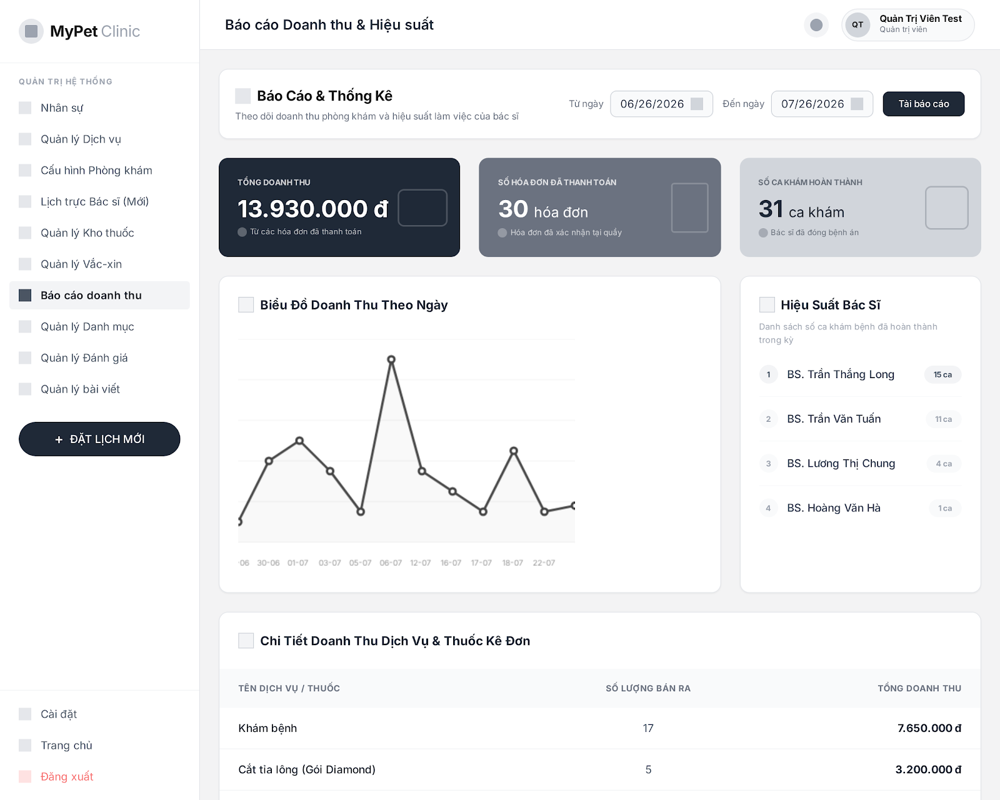 MyPet Clinic
QUẢN TRỊ HỆ THỐNG
Nhân sự
Quản lý Dịch vụ
Cấu hình Phòng khám
Lịch trực Bác sĩ (Mới)
Quản lý Kho thuốc
Quản lý Vắc-xin
Báo cáo doanh thu
Quản lý Danh mục
Quản lý Đánh giá
Quản lý bài viết
+ ĐẶT LỊCH MỚI
Cài đặt
Trang chủ
Đăng xuất
Báo cáo Doanh thu & Hiệu suất
QT
Quản Trị Viên Test
Quản trị viên
Báo Cáo & Thống Kê
Theo dõi doanh thu phòng khám và hiệu suất làm việc của bác sĩ
Từ ngày 06/26/2026 Đến ngày 07/26/2026 Tải báo cáo
TỔNG DOANH THU
13.930.000 đ
Từ các hóa đơn đã thanh toán
SỐ HÓA ĐƠN ĐÃ THANH TOÁN
30 hóa đơn
Hóa đơn đã xác nhận tại quầy
SỐ CA KHÁM HOÀN THÀNH
31 ca khám
Bác sĩ đã đóng bệnh án
Biểu Đồ Doanh Thu Theo Ngày
-06 30-06 01-07 03-07 05-07 06-07 12-07 16-07 17-07 18-07 22-07
Hiệu Suất Bác Sĩ
Danh sách số ca khám bệnh đã hoàn thành
trong kỳ
1 BS. Trần Thắng Long 15 ca
2 BS. Trần Văn Tuấn 11 ca
3 BS. Lương Thị Chung 4 ca
4 BS. Hoàng Văn Hà 1 ca
Chi Tiết Doanh Thu Dịch Vụ & Thuốc Kê Đơn
TÊN DỊCH VỤ / THUỐC SỐ LƯỢNG BÁN RA TỔNG DOANH THU
Khám bệnh 17 7.650.000 đ
Cắt tỉa lông (Gói Diamond) 5 3.200.000 đ